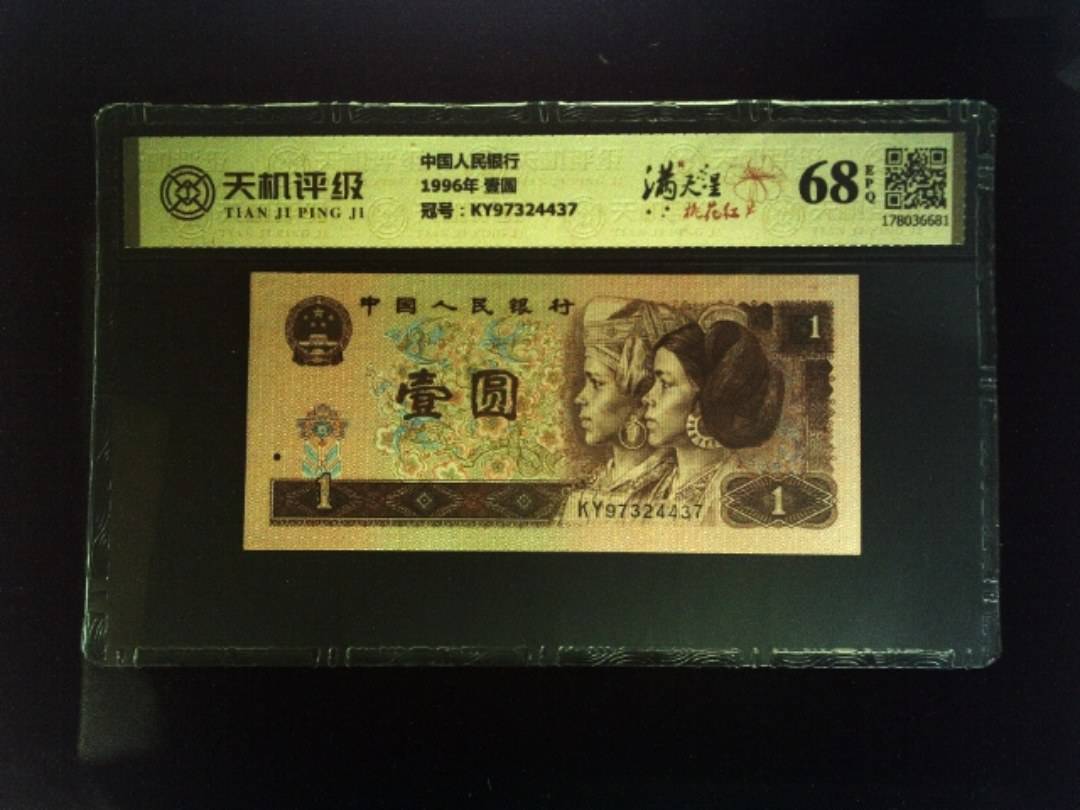 天机评级
TIAN JI PING JI
中国人民银行
1996年 壹圆
冠号：KY97324437
满天星
桃花红
68
EPQ
178036681
中国人民银行
1
壹圆
1
KY97324437
1